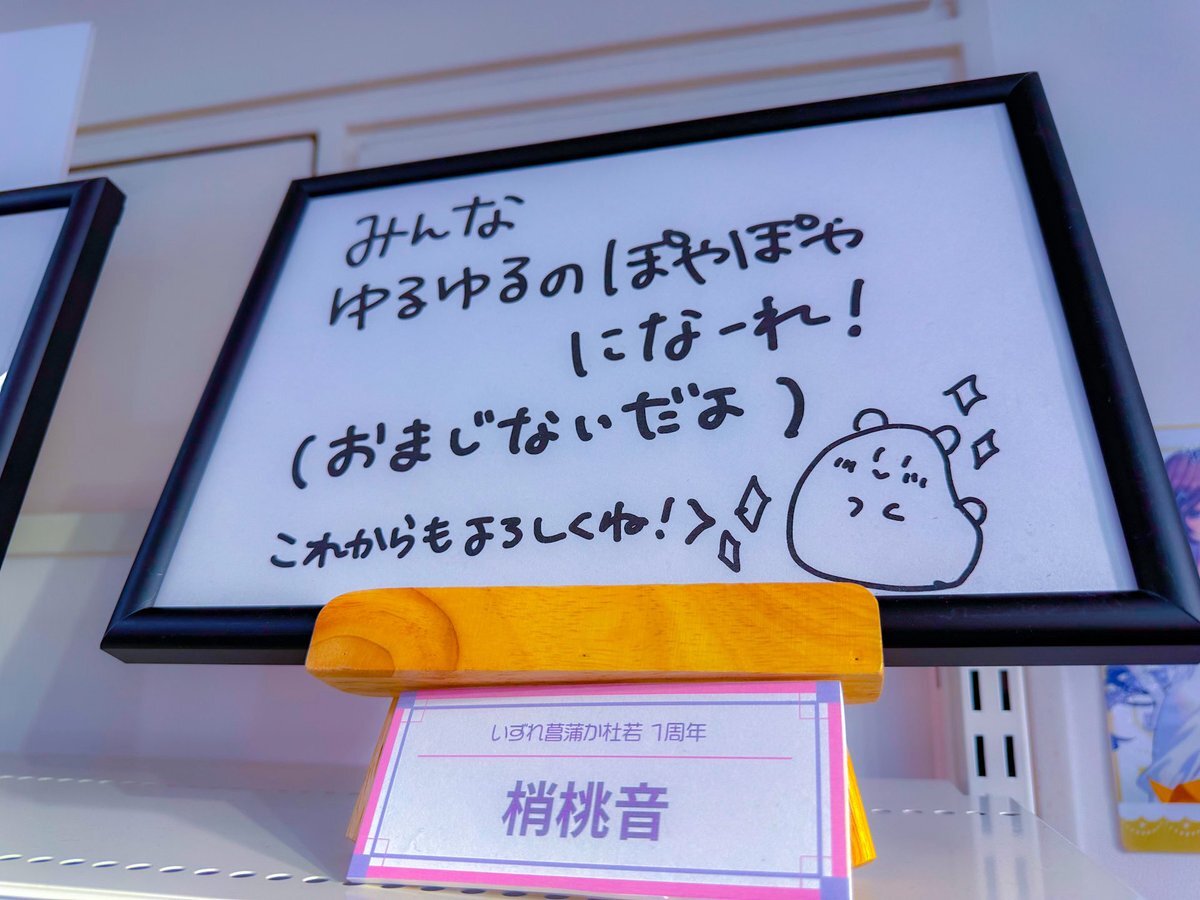 みんな
ゆるゆるのぽやぽや
になーれ!
(おまじないだよ)
これからもよろしくね!>
いずれ菖蒲か杜若 1周年
梢桃音